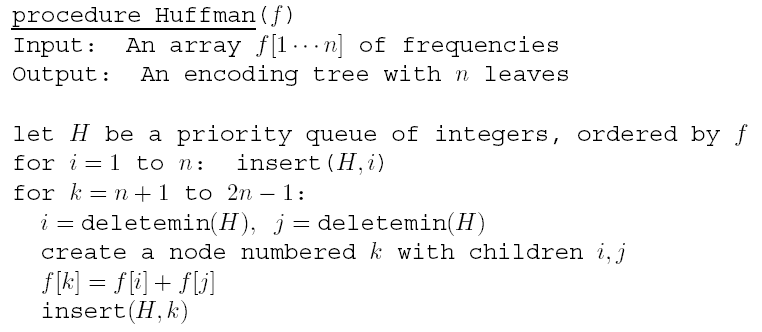 procedure Huffman(f)
Input: An array f[1···n] of frequencies
Output: An encoding tree with n leaves
let H be a priority queue of integers, ordered by f
for i = 1 to n: insert(H, i)
for k = n + 1 to 2n − 1:
i = deletemin(H), j = deletemin(H)
create a node numbered k with children i, j
f[k] = f[i] + f[j]
insert(H, k)